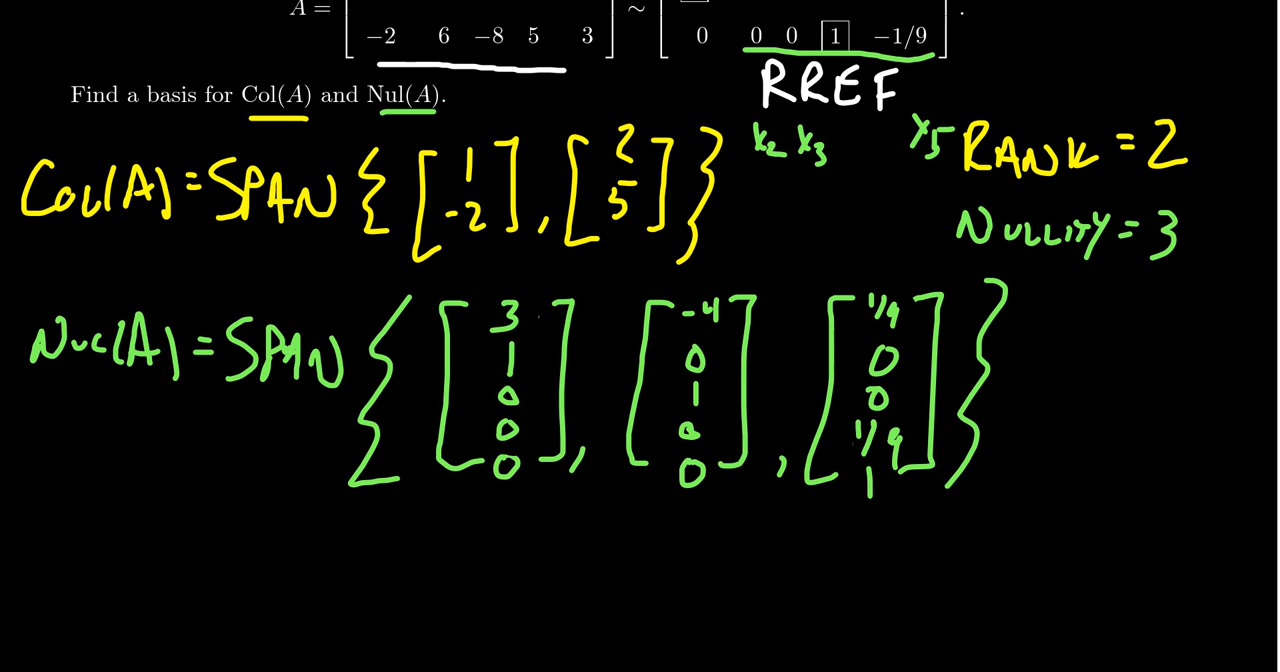 A = ∼ .
−2 6 −8 5 3 0 0 0 1 −1/9
RREF
Find a basis for Col(A) and Nul(A).
x2 x3 x5 RANK = 2
Col(A) = SPAN { [ 1 -2 ] , [ 2 5 ] }
NULLITY = 3
Nul(A) = SPAN { [ 3 1 0 0 0 ] , [ -4 0 1 0 0 ] , [ 1/9 0 0 1/9 1 ] }